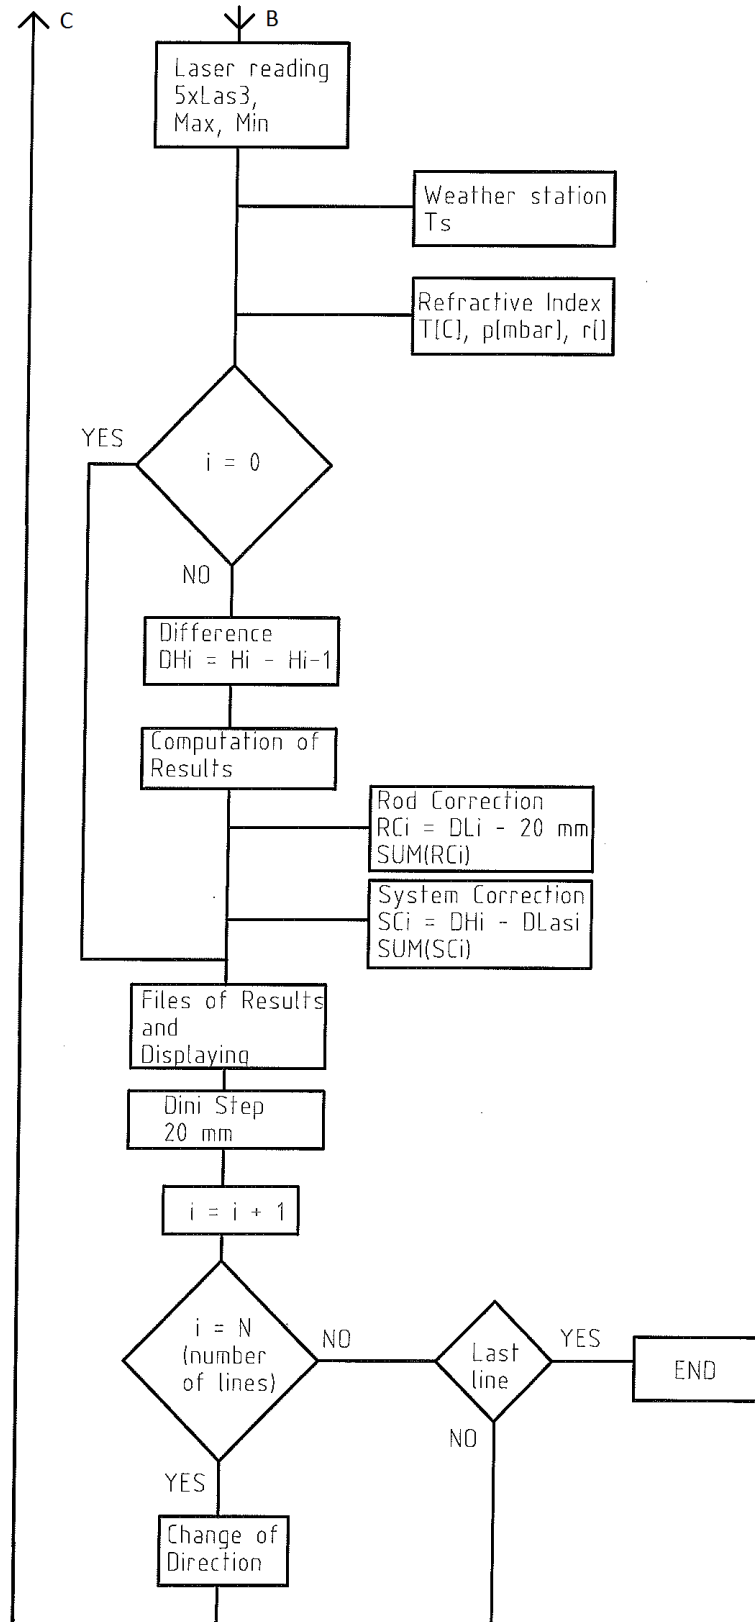 C
B
Laser reading
5xLas3,
Max, Min
Weather station
Ts
Refractive Index
T[C], p[mbar], r[]
YES
i = 0
NO
Difference
DHi = Hi - Hi-1
Computation of
Results
Rod Correction
RCi = DLi - 20 mm
SUM(RCi)
System Correction
SCi = DHi - DLasi
SUM(SCi)
Files of Results
and
Displaying
Dini Step
20 mm
i = i + 1
i = N
(number
of lines)
NO
Last
line
YES
END
NO
YES
Change of
Direction